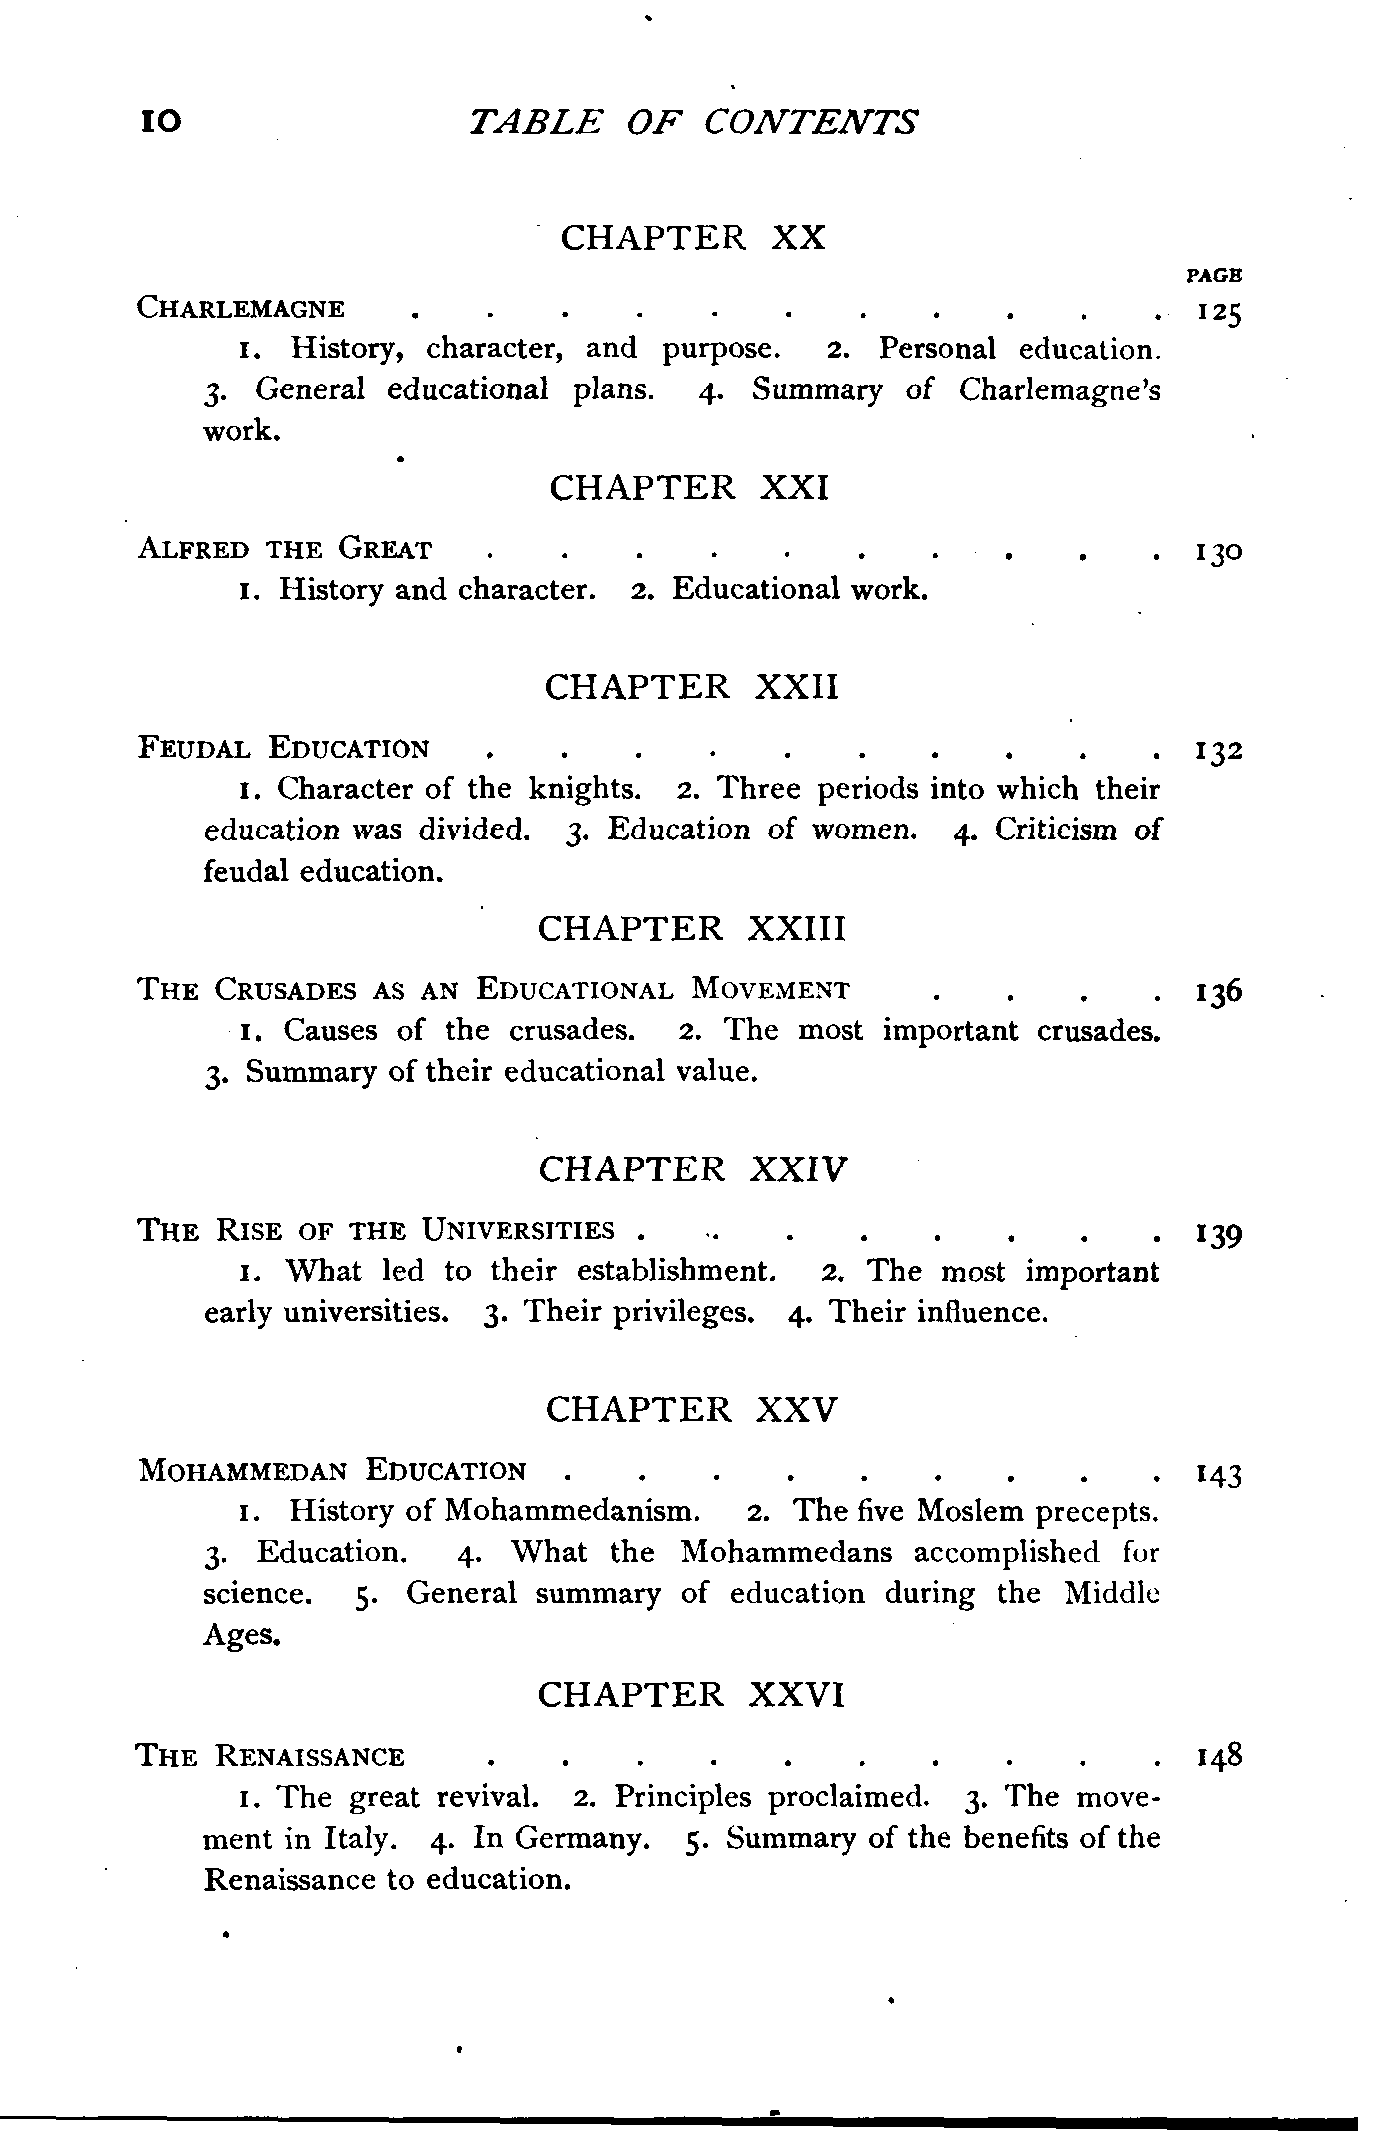 10 TABLE OF CONTENTS
CHAPTER XX
PAGE
CHARLEMAGNE . . . . . . . . . . . 125
1. History, character, and purpose. 2. Personal education.
3. General educational plans. 4. Summary of Charlemagne's
work.
CHAPTER XXI
ALFRED THE GREAT . . . . . . . . . . 130
1. History and character. 2. Educational work.
CHAPTER XXII
FEUDAL EDUCATION . . . . . . . . . . 132
1. Character of the knights. 2. Three periods into which their
education was divided. 3. Education of women. 4. Criticism of
feudal education.
CHAPTER XXIII
THE CRUSADES AS AN EDUCATIONAL MOVEMENT . . . . 136
1. Causes of the crusades. 2. The most important crusades.
3. Summary of their educational value.
CHAPTER XXIV
THE RISE OF THE UNIVERSITIES . . . . . . . . 139
1. What led to their establishment. 2. The most important
early universities. 3. Their privileges. 4. Their influence.
CHAPTER XXV
MOHAMMEDAN EDUCATION . . . . . . . . . 143
1. History of Mohammedanism. 2. The five Moslem precepts.
3. Education. 4. What the Mohammedans accomplished for
science. 5. General summary of education during the Middle
Ages.
CHAPTER XXVI
THE RENAISSANCE . . . . . . . . . . 148
1. The great revival. 2. Principles proclaimed. 3. The move-
ment in Italy. 4. In Germany. 5. Summary of the benefits of the
Renaissance to education.